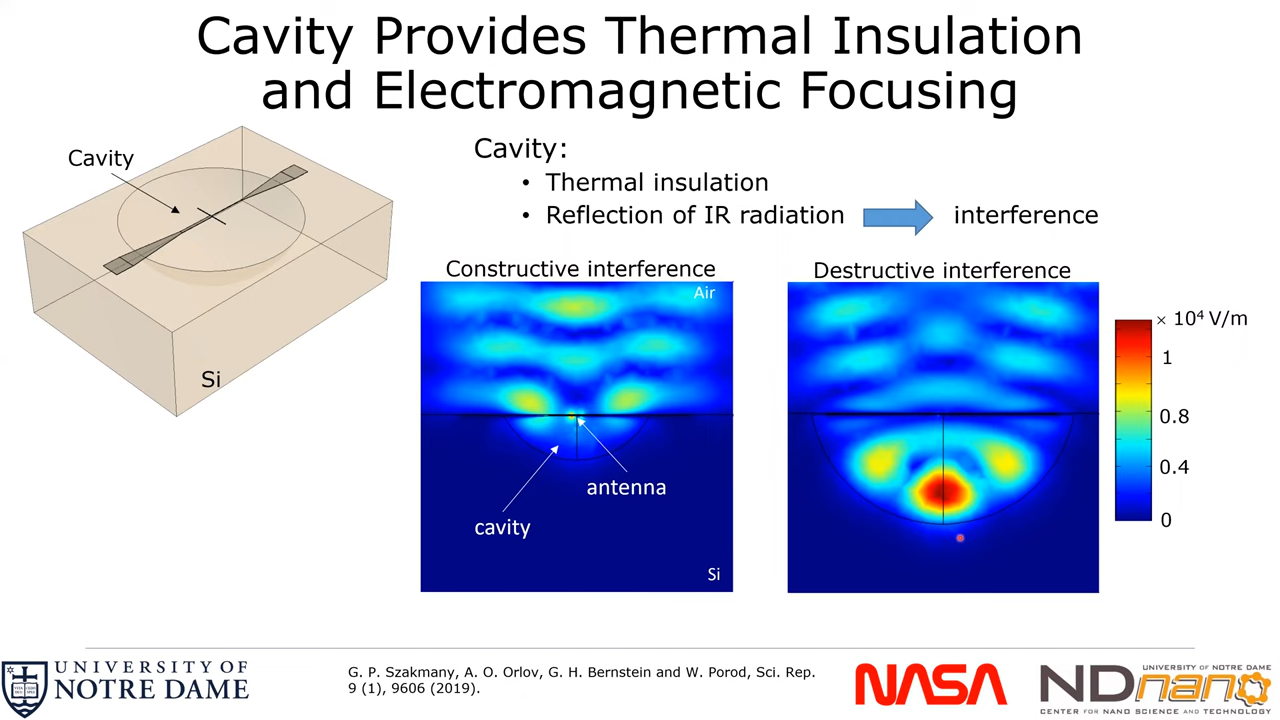 Cavity Provides Thermal Insulation
and Electromagnetic Focusing
Cavity
Si
Cavity:
• Thermal insulation
• Reflection of IR radiation interference
Constructive interference
Air
antenna
cavity
Si
Destructive interference
× 10⁴ V/m
1
0.8
0.4
0
UNIVERSITY OF
NOTRE DAME
G. P. Szakmany, A. O. Orlov, G. H. Bernstein and W. Porod, Sci. Rep.
9 (1), 9606 (2019).
NASA
UNIVERSITY OF NOTRE DAME
NDnano
CENTER FOR NANO SCIENCE AND TECHNOLOGY